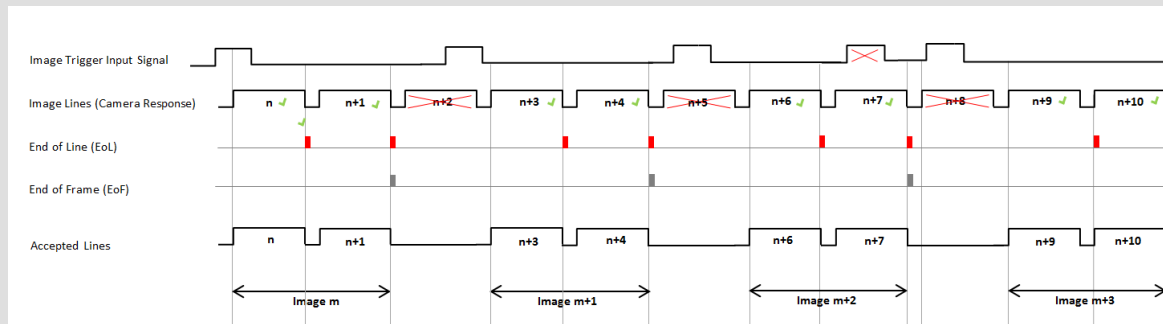 Image Trigger Input Signal
Image Lines (Camera Response)
n n+1 n+2 n+3 n+4 n+5 n+6 n+7 n+8 n+9 n+10
End of Line (EoL)
End of Frame (EoF)
Accepted Lines
n n+1 n+3 n+4 n+6 n+7 n+9 n+10
Image m Image m+1 Image m+2 Image m+3